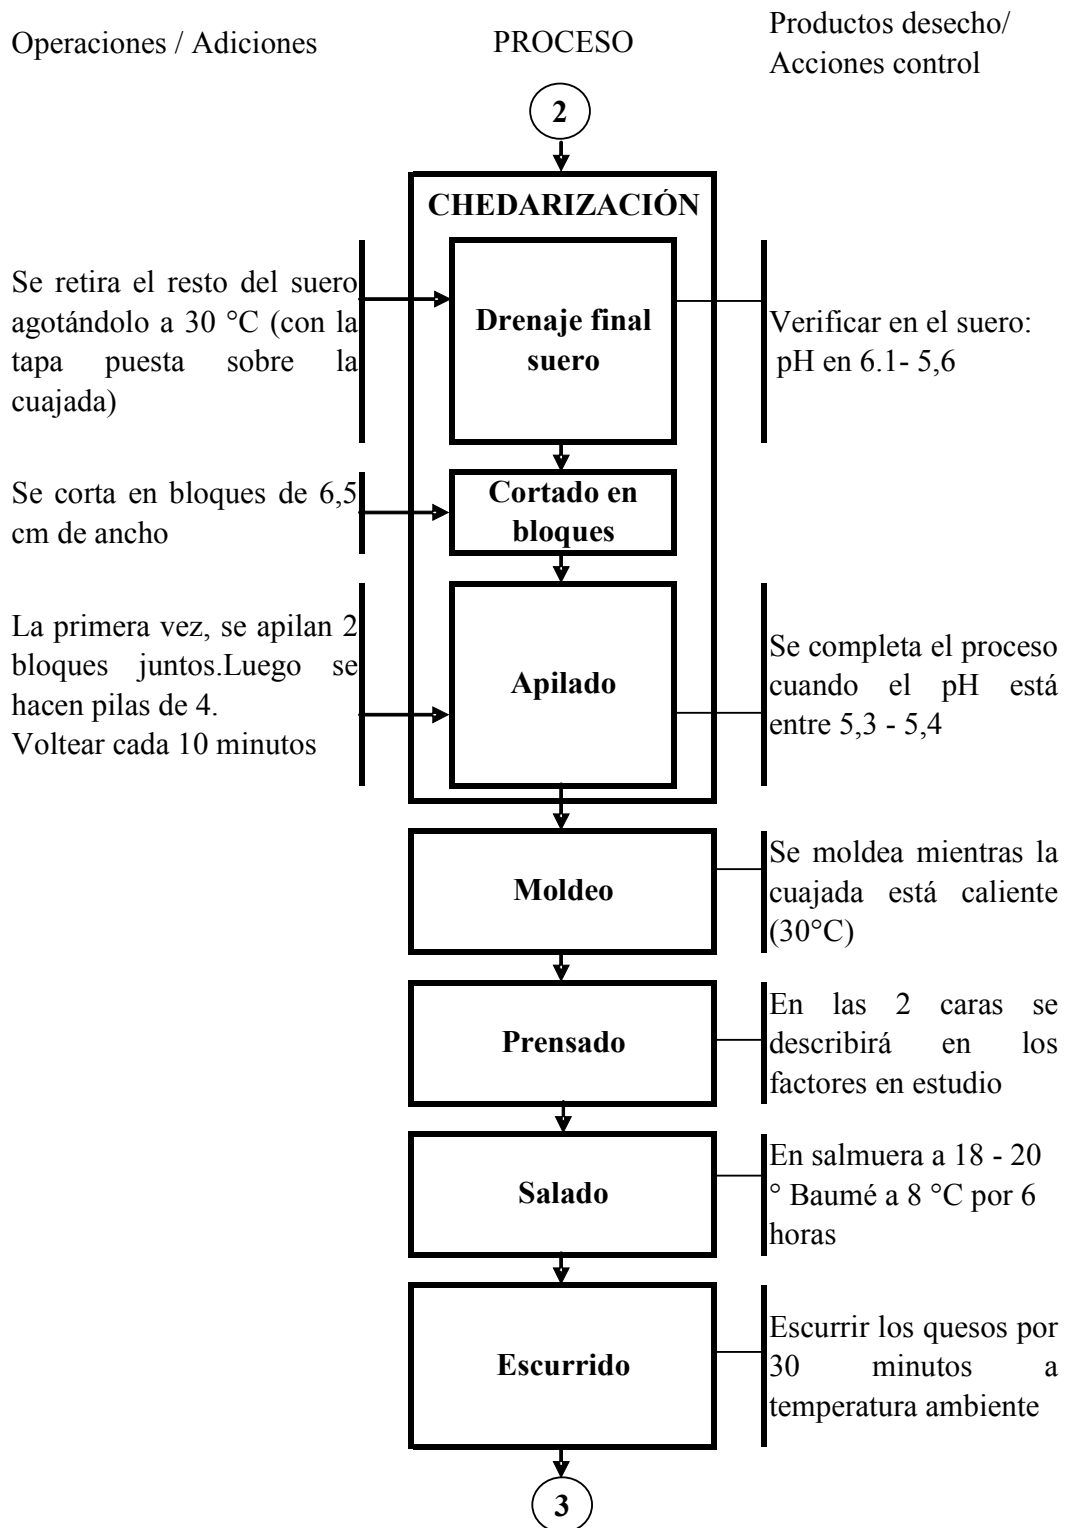 Operaciones / Adiciones
PROCESO
Productos desecho/
Acciones control
2
CHEDARIZACIÓN
Se retira el resto del suero
agotándolo a 30 °C (con la
tapa puesta sobre la
cuajada)
Drenaje final
suero
Verificar en el suero:
pH en 6.1- 5,6
Se corta en bloques de 6,5
cm de ancho
Cortado en
bloques
La primera vez, se apilan 2
bloques juntos.Luego se
hacen pilas de 4.
Voltear cada 10 minutos
Apilado
Se completa el proceso
cuando el pH está
entre 5,3 - 5,4
Moldeo
Se moldea mientras la
cuajada está caliente
(30°C)
Prensado
En las 2 caras se
describirá en los
factores en estudio
Salado
En salmuera a 18 - 20
° Baumé a 8 °C por 6
horas
Escurrido
Escurrir los quesos por
30 minutos a
temperatura ambiente
3